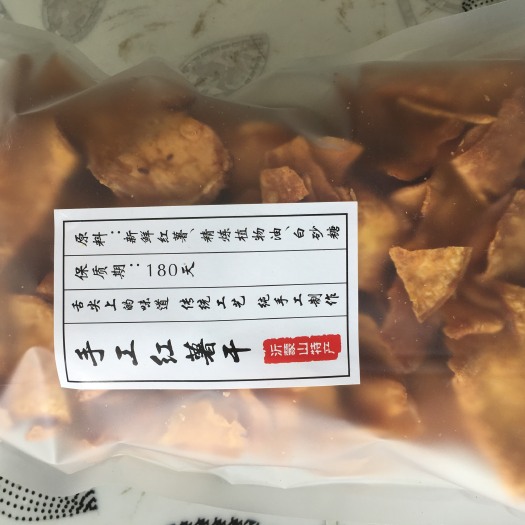 原料：新鲜红薯、精炼植物油、白砂糖
保质期：180天
舌尖上的味道 传统工艺 纯手工制作
手工红薯干
沂蒙山特产